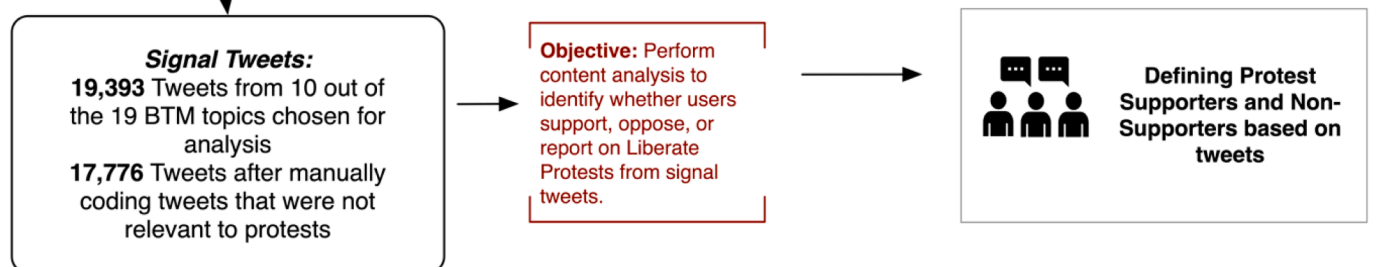 Signal Tweets:
19,393 Tweets from 10 out of
the 19 BTM topics chosen for
analysis
17,776 Tweets after manually
coding tweets that were not
relevant to protests
Objective: Perform
content analysis to
identify whether users
support, oppose, or
report on Liberate
Protests from signal
tweets.
Defining Protest
Supporters and Non-
Supporters based on
tweets